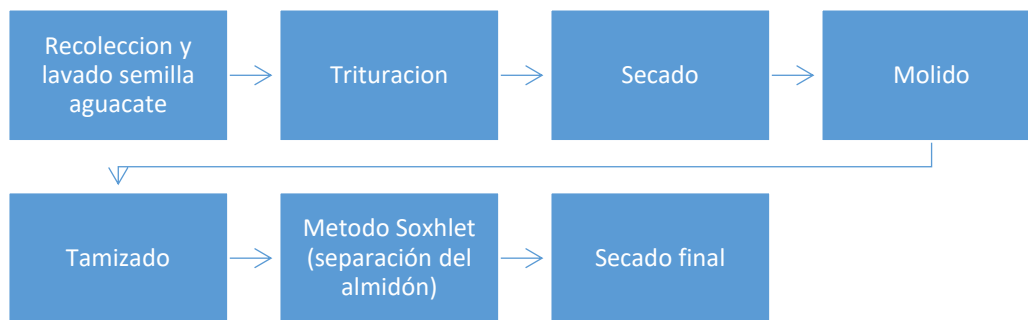 Recoleccion y
lavado semilla
aguacate
Trituracion
Secado
Molido
Tamizado
Metodo Soxhlet
(separación del
almidón)
Secado final